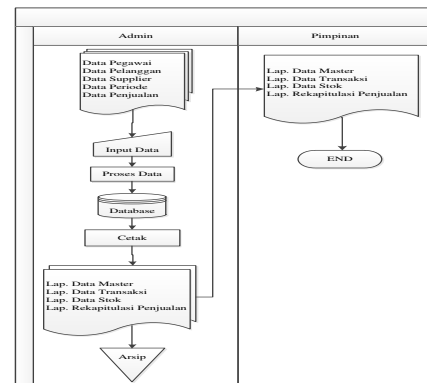 Admin
Pimpinan
Data Pegawai
Data Pelanggan
Data Supplier
Data Periode
Data Penjualan
Input Data
Proses Data
Database
Cetak
Lap. Data Master
Lap. Data Transaksi
Lap. Data Stok
Lap. Rekapitulasi Penjualan
Arsip
Lap. Data Master
Lap. Data Transaksi
Lap. Data Stok
Lap. Rekapitulasi Penjualan
END